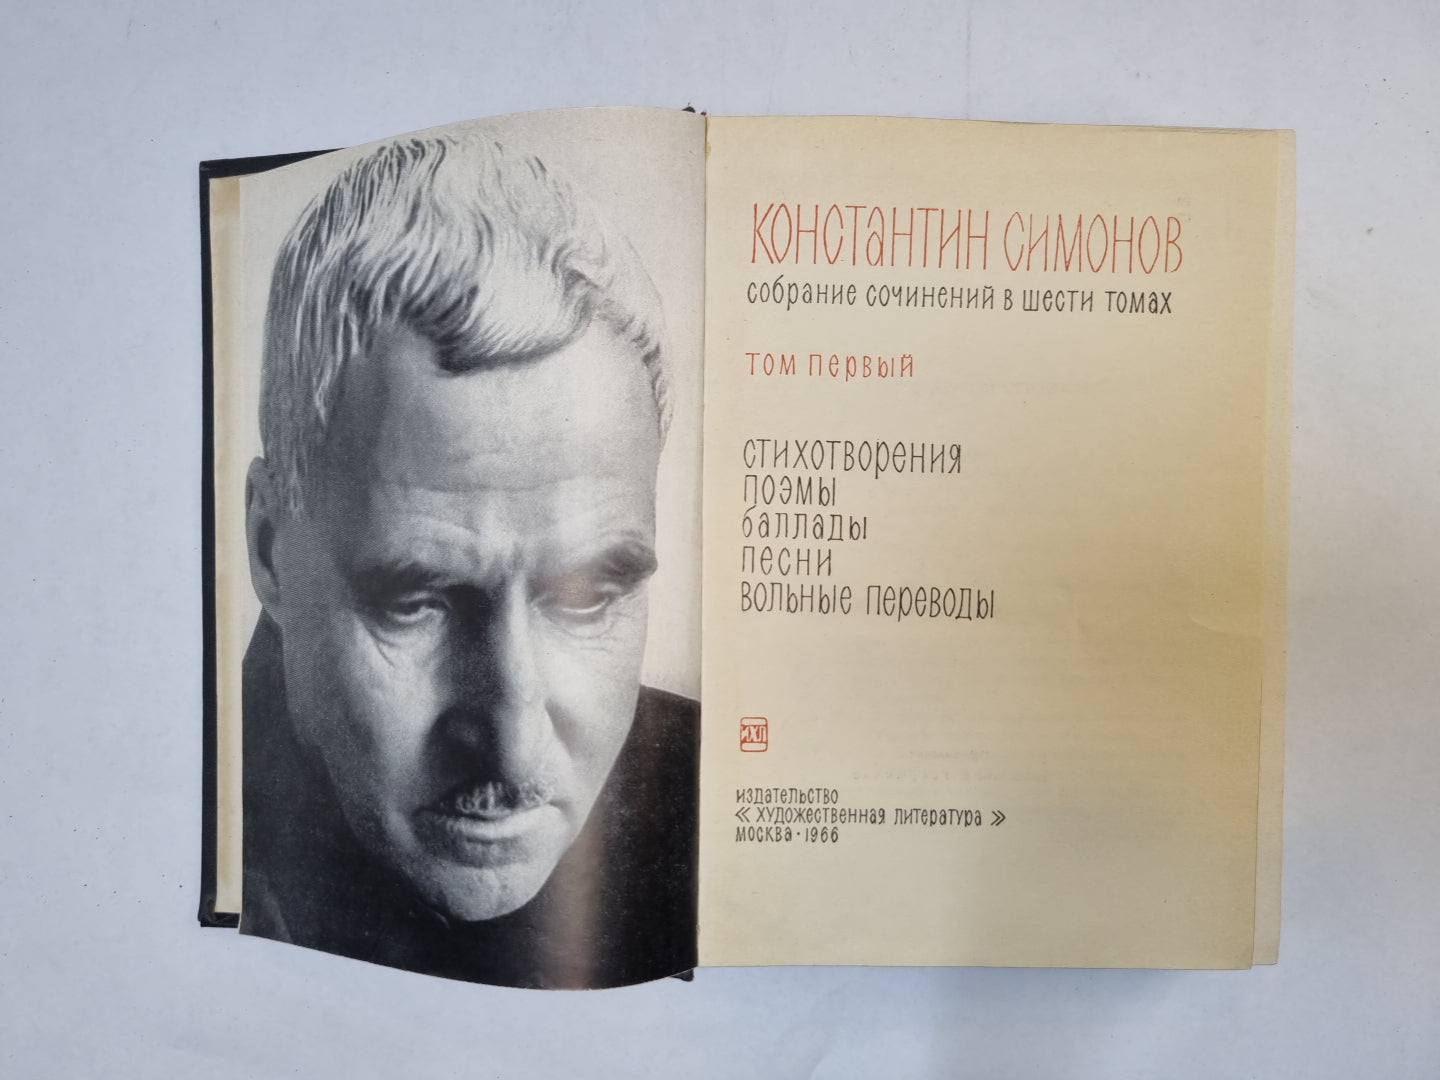 КОНСТАНТИН СИМОНОВ
собрание сочинений в шести томах
том первый
стихотворения
поэмы
баллады
песни
вольные переводы
ИХЛ
издательство
« художественная литература »
москва · 1966